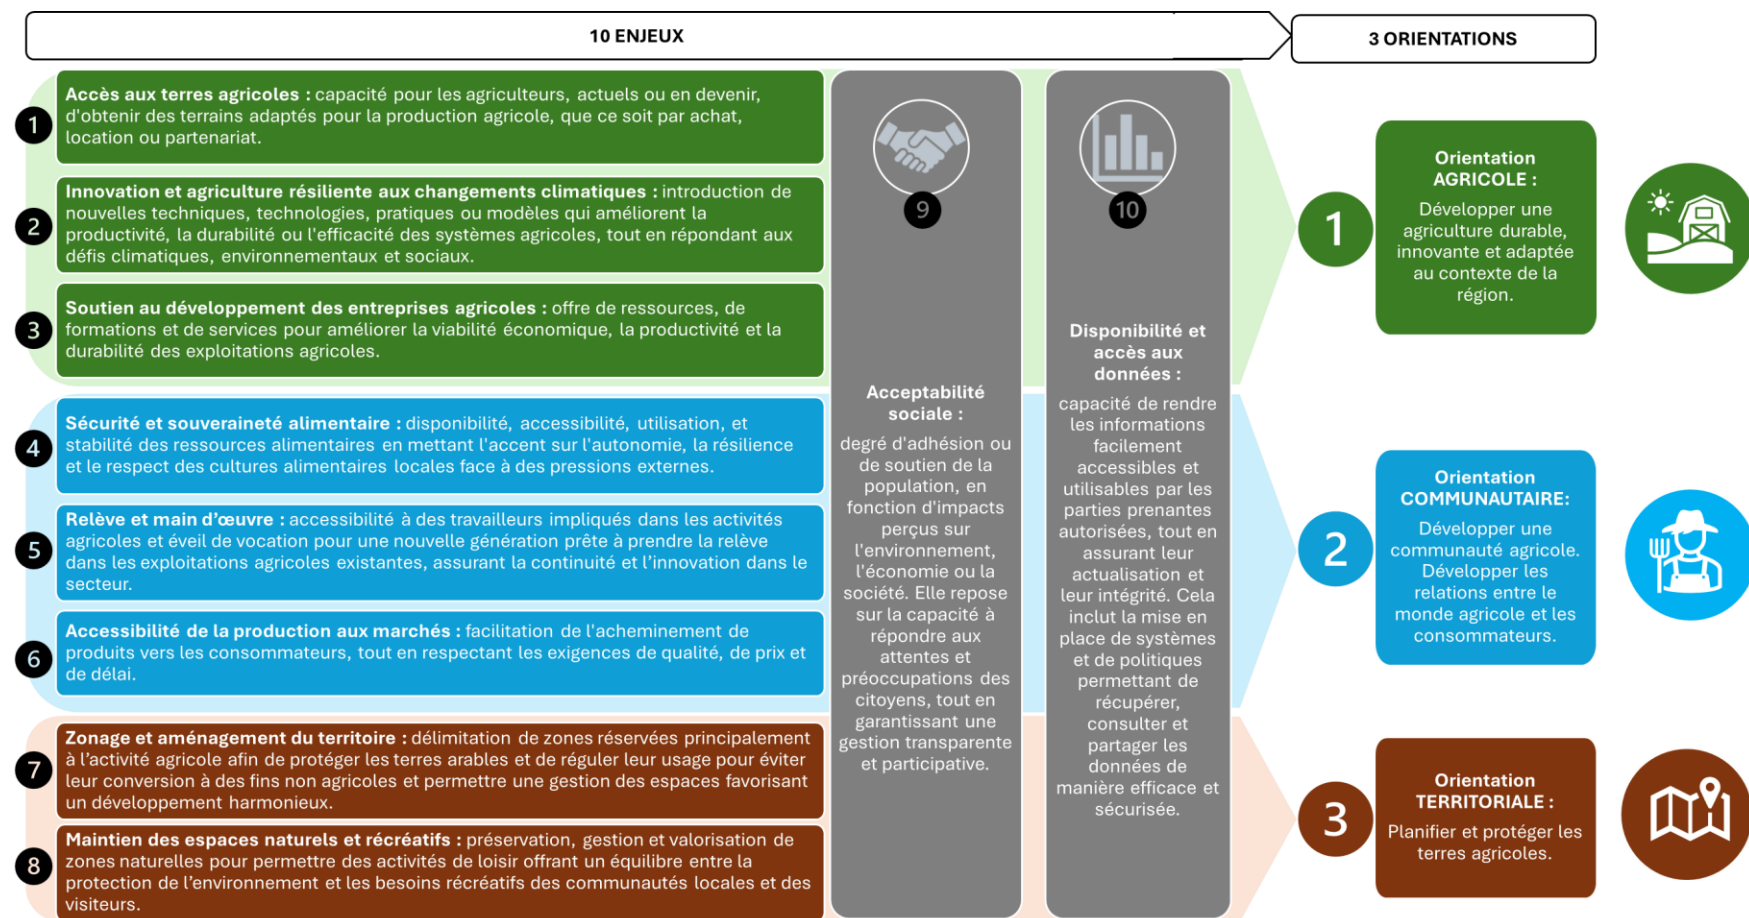 10 ENJEUX
3 ORIENTATIONS
1
Accès aux terres agricoles : capacité pour les agriculteurs, actuels ou en devenir,
d'obtenir des terrains adaptés pour la production agricole, que ce soit par achat,
location ou partenariat.
2
Innovation et agriculture résiliente aux changements climatiques : introduction de
nouvelles techniques, technologies, pratiques ou modèles qui améliorent la
productivité, la durabilité ou l'efficacité des systèmes agricoles, tout en répondant aux
défis climatiques, environnementaux et sociaux.
3
Soutien au développement des entreprises agricoles : offre de ressources, de
formations et de services pour améliorer la viabilité économique, la productivité et la
durabilité des exploitations agricoles.
4
Sécurité et souveraineté alimentaire : disponibilité, accessibilité, utilisation, et
stabilité des ressources alimentaires en mettant l'accent sur l'autonomie, la résilience
et le respect des cultures alimentaires locales face à des pressions externes.
5
Relève et main d’œuvre : accessibilité à des travailleurs impliqués dans les activités
agricoles et éveil de vocation pour une nouvelle génération prête à prendre la relève
dans les exploitations agricoles existantes, assurant la continuité et l’innovation dans le
secteur.
6
Accessibilité de la production aux marchés : facilitation de l'acheminement de
produits vers les consommateurs, tout en respectant les exigences de qualité, de prix et
de délai.
7
Zonage et aménagement du territoire : délimitation de zones réservées principalement
à l’activité agricole afin de protéger les terres arables et de réguler leur usage pour éviter
leur conversion à des fins non agricoles et permettre une gestion des espaces favorisant
un développement harmonieux.
8
Maintien des espaces naturels et récréatifs : préservation, gestion et valorisation de
zones naturelles pour permettre des activités de loisir offrant un équilibre entre la
protection de l’environnement et les besoins récréatifs des communautés locales et des
visiteurs.
9
Acceptabilité
sociale :
degré d'adhésion ou
de soutien de la
population, en
fonction d'impacts
perçus sur
l'environnement,
l'économie ou la
société. Elle repose
sur la capacité à
répondre aux
attentes et
préoccupations des
citoyens, tout en
garantissant une
gestion transparente
et participative.
10
Disponibilité et
accès aux
données :
capacité de rendre
les informations
facilement
accessibles et
utilisables par les
parties prenantes
autorisées, tout en
assurant leur
actualisation et
leur intégrité. Cela
inclut la mise en
place de systèmes
et de politiques
permettant de
récupérer,
consulter et
partager les
données de
manière efficace et
sécurisée.
1
Orientation
AGRICOLE :
Développer une
agriculture durable,
innovante et adaptée
au contexte de la
région.
2
Orientation
COMMUNAUTAIRE:
Développer une
communauté agricole.
Développer les
relations entre le
monde agricole et les
consommateurs.
3
Orientation
TERRITORIALE :
Planifier et protéger les
terres agricoles.